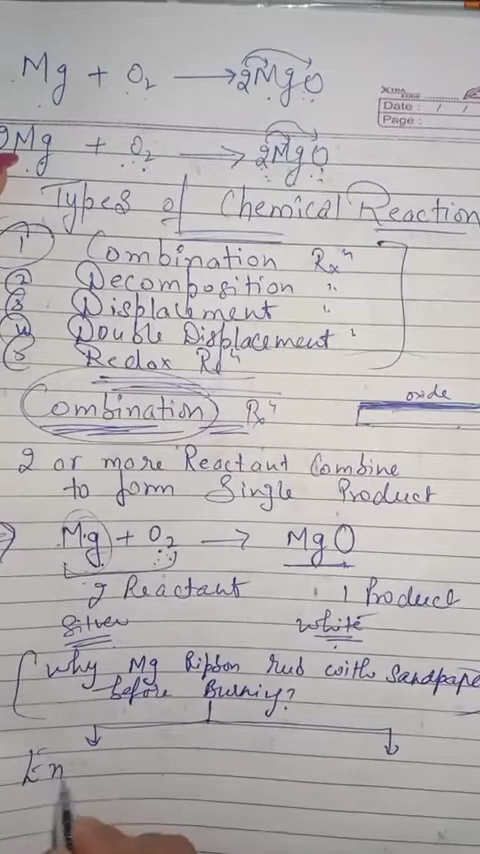 Mg + O2 → 2MgO
Date : / /
Page :
2Mg + O2 → 2MgO
Types of Chemical Reaction
1 Combination Rxn
2 Decomposition "
3 Displacement "
4 Double Displacement "
5 Redox Rxn
oxide
Combination Rxn
2 or more Reactant Combine
to form Single Product
Mg + O2 → MgO
2 Reactant 1 Product
Silver white
Why Mg Ribbon rub with Sandpape
before Burning?
En